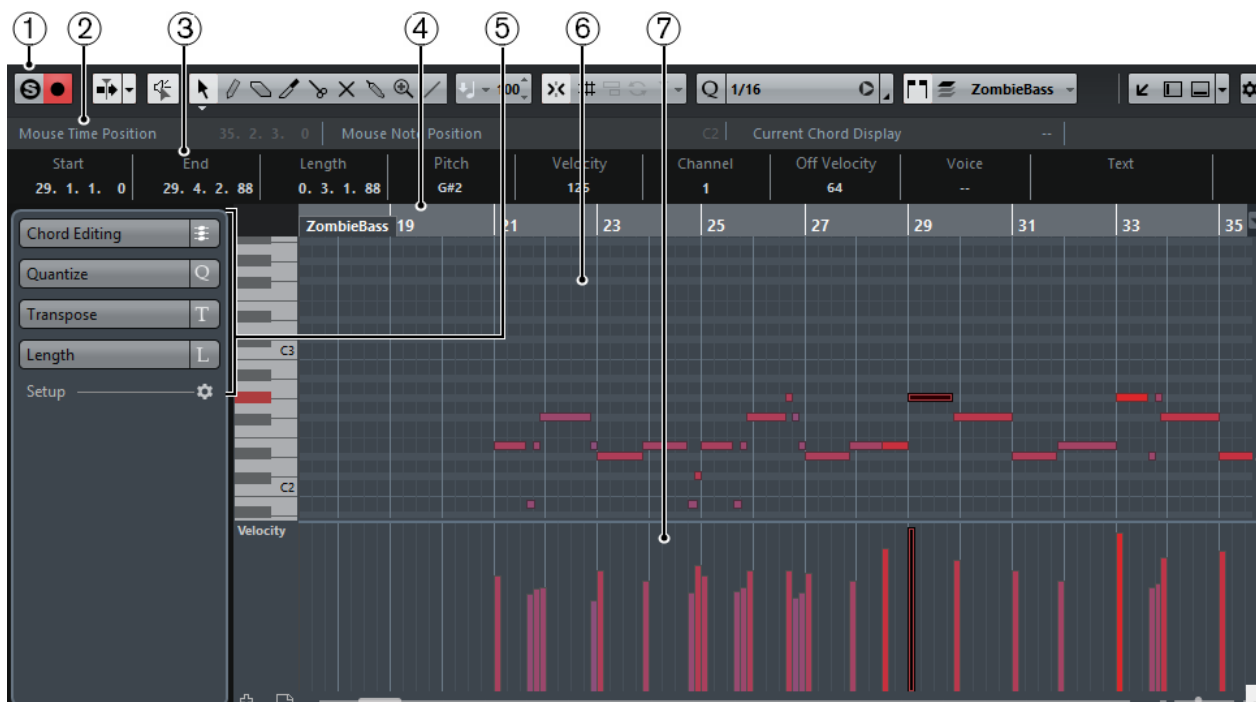 1 2 3 4 5 6 7
S 100 Q 1/16 ZombieBass
Mouse Time Position 35. 2. 3. 0 Mouse Note Position C2 Current Chord Display --
Start End Length Pitch Velocity Channel Off Velocity Voice Text
29. 1. 1. 0 29. 4. 2. 88 0. 3. 1. 88 G#2 125 1 64 --
ZombieBass 19 21 23 25 27 29 31 33 35
Chord Editing
Quantize Q
Transpose T
Length L
Setup
C3
C2
Velocity